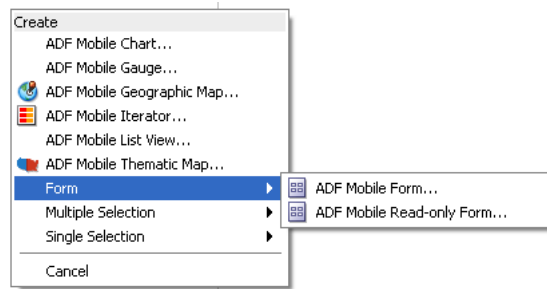 Create
ADF Mobile Chart...
ADF Mobile Gauge...
ADF Mobile Geographic Map...
ADF Mobile Iterator...
ADF Mobile List View...
ADF Mobile Thematic Map...
Form
ADF Mobile Form...
ADF Mobile Read-only Form...
Multiple Selection
Single Selection
Cancel